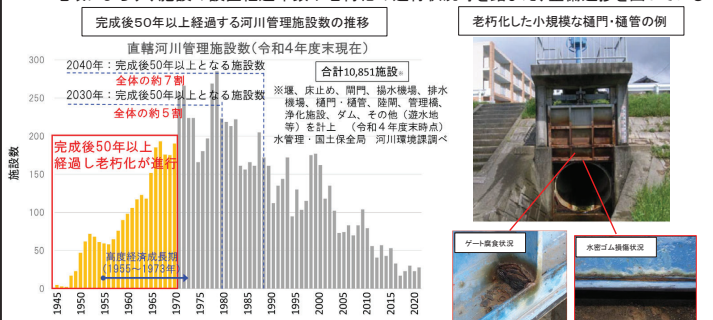 完成後50年以上経過する河川管理施設数の推移
直轄河川管理施設数(令和4年度末現在)
2040年:完成後50年以上となる施設数
全体の約7割
2030年:完成後50年以上となる施設数
全体の約5割
合計10,851施設※
※堰、床止め、閘門、揚水機場、排水
機場、樋門・樋管、陸閘、管理橋、
浄化施設、ダム、その他(遊水地
等)を計上 (令和4年度末時点)
水管理・国土保全局 河川環境課調べ
完成後50年以上
経過し老朽化が進行
高度経済成長期
(1955~1973年)
施設数
300
250
200
150
100
50
0
1945
1950
1955
1960
1965
1970
1975
1980
1985
1990
1995
2000
2005
2010
2015
2020
老朽化した小規模な樋門・樋管の例
ゲート腐食状況
水密ゴム損傷状況